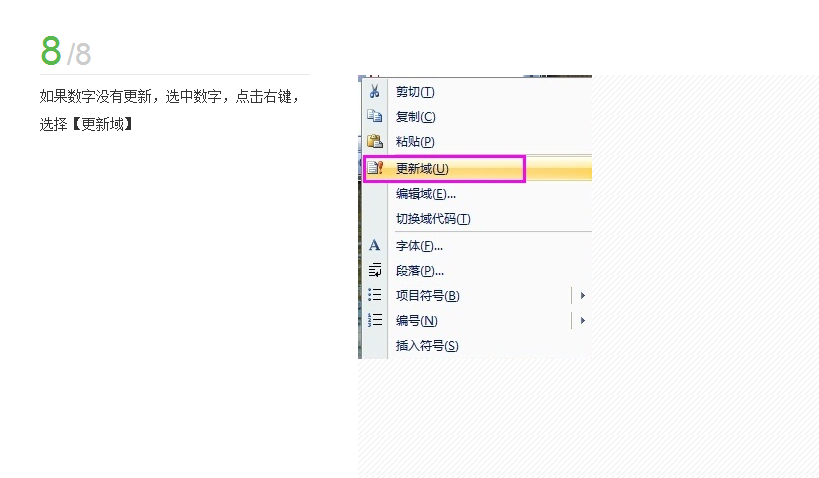 8/8
如果数字没有更新，选中数字，点击右键，
选择【更新域】
剪切(T)
复制(C)
粘贴(P)
更新域(U)
编辑域(E)...
切换域代码(T)
字体(F)...
段落(P)...
项目符号(B)
编号(N)
插入符号(S)